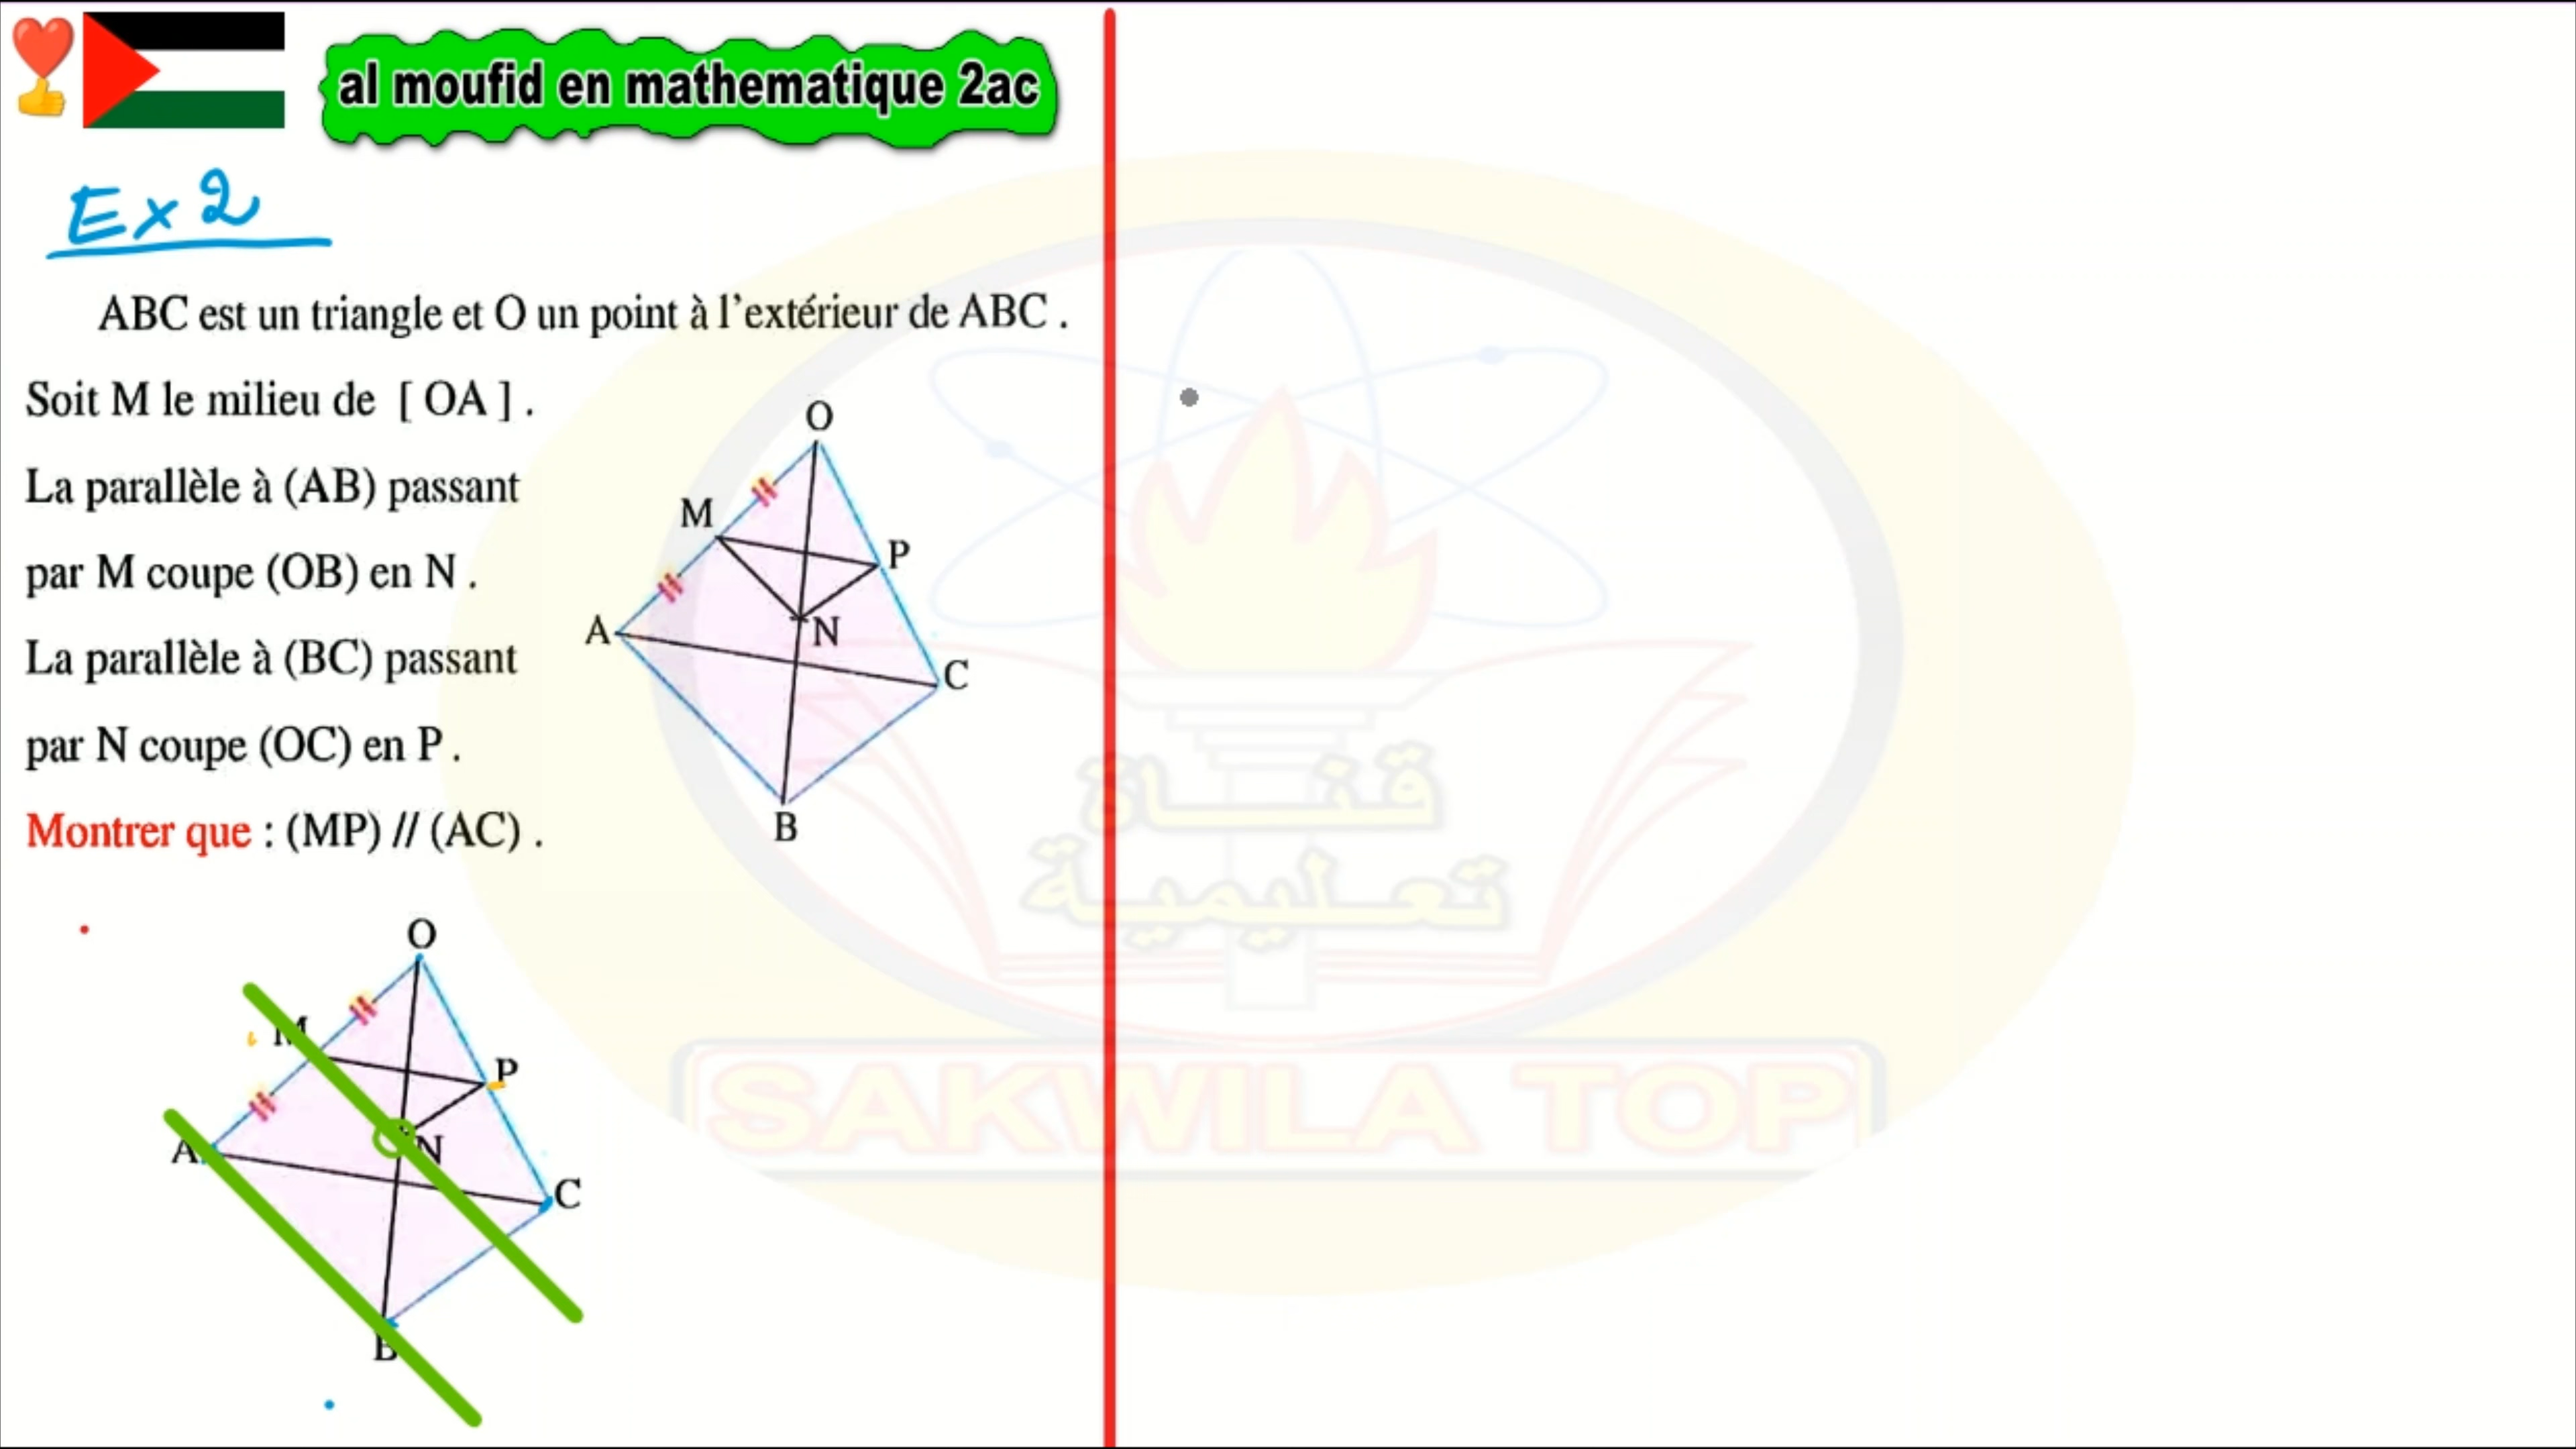 al moufid en mathematique 2ac
Ex 2
ABC est un triangle et O un point à l'extérieur de ABC .
Soit M le milieu de [ OA ] .
La parallèle à (AB) passant
par M coupe (OB) en N .
La parallèle à (BC) passant
par N coupe (OC) en P .
Montrer que : (MP) // (AC) .
O
M
P
A
N
C
B
O
M
P
A
N
C
B
قناة
تعليمية
SAKWILA TOP